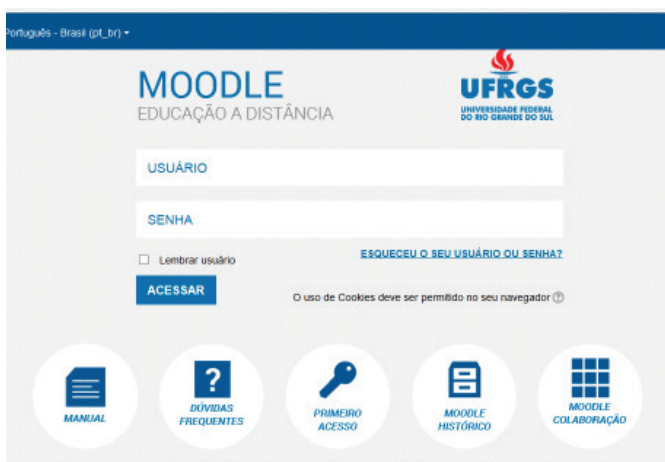 Português - Brasil (pt_br)
MOODLE
EDUCAÇÃO A DISTÂNCIA
UFRGS
UNIVERSIDADE FEDERAL
DO RIO GRANDE DO SUL
USUÁRIO
SENHA
Lembrar usuário
ESQUECEU O SEU USUÁRIO OU SENHA?
ACESSAR
O uso de Cookies deve ser permitido no seu navegador ?
?
MANUAL
DÚVIDAS
FREQUENTES
PRIMEIRO
ACESSO
MOODLE
HISTÓRICO
MOODLE
COLABORAÇÃO